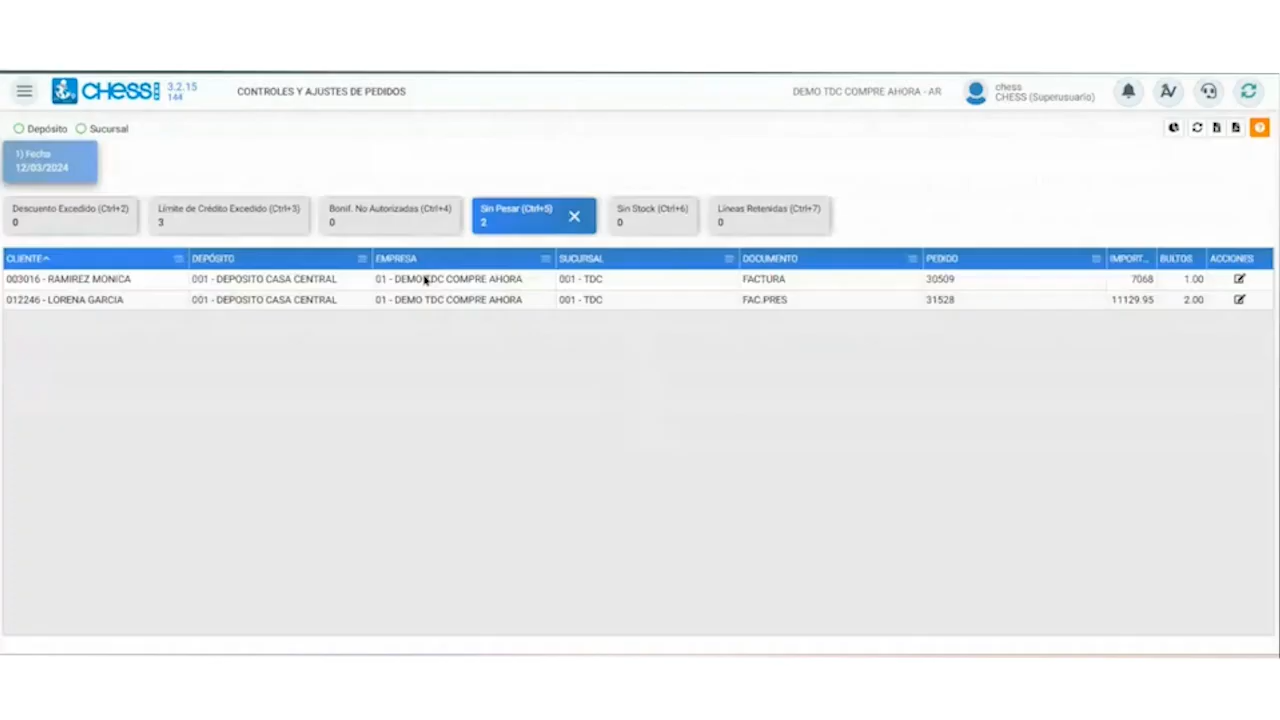 CHESS 3.2.15
144
CONTROLES Y AJUSTES DE PEDIDOS
DEMO TDC COMPRE AHORA - AR
chess
CHESS (Superusuario)
Depósito Sucursal
1) Fecha
12/03/2024
Descuento Excedido (Ctrl+2)
0
Límite de Crédito Excedido (Ctrl+3)
3
Bonif. No Autorizadas (Ctrl+4)
0
Sin Pesar (Ctrl+5)
2
Sin Stock (Ctrl+6)
0
Líneas Retenidas (Ctrl+7)
0
CLIENTE DEPÓSITO EMPRESA SUCURSAL DOCUMENTO PEDIDO IMPORT... BULTOS ACCIONES
003016 - RAMIREZ MONICA 001 - DEPOSITO CASA CENTRAL 01 - DEMO TDC COMPRE AHORA 001 - TDC FACTURA 30509 7068 1.00
012246 - LORENA GARCIA 001 - DEPOSITO CASA CENTRAL 01 - DEMO TDC COMPRE AHORA 001 - TDC FAC.PRES 31528 11129.95 2.00